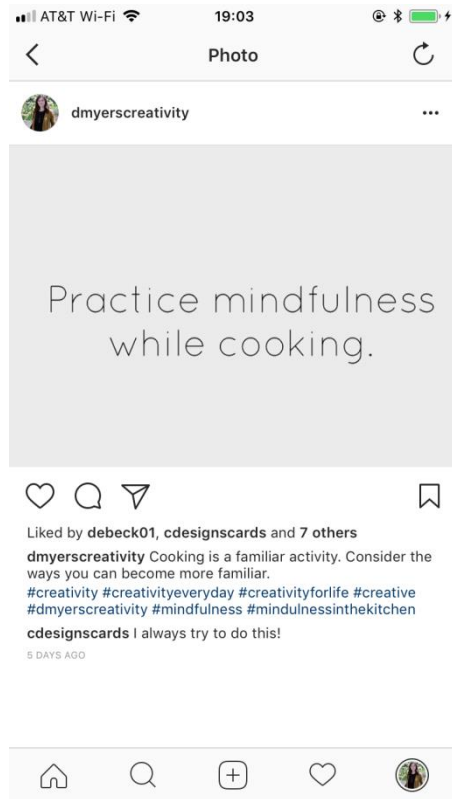 AT&T Wi-Fi 19:03
Photo
dmyerscreativity
Practice mindfulness
while cooking.
Liked by debeck01, cdesignscards and 7 others
dmyerscreativity Cooking is a familiar activity. Consider the
ways you can become more familiar.
#creativity #creativityeveryday #creativityforlife #creative
#dmyerscreativity #mindfulness #mindulnessinthekitchen
cdesignscards I always try to do this!
5 DAYS AGO